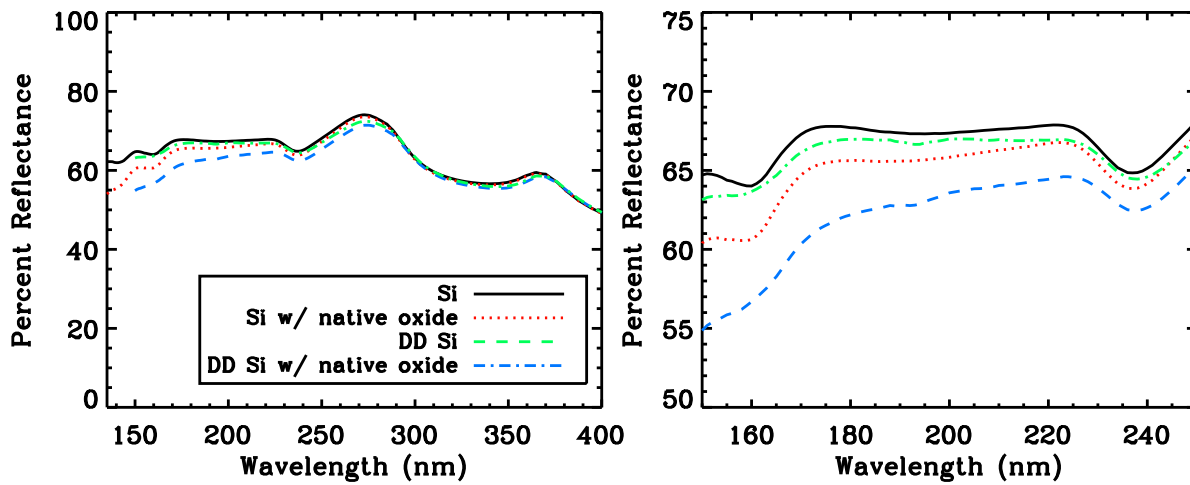 Percent Reflectance
100
80
60
40
20
0
Si
Si w/ native oxide
DD Si
DD Si w/ native oxide
150 200 250 300 350 400
Wavelength (nm)
Percent Reflectance
75
70
65
60
55
50
160 180 200 220 240
Wavelength (nm)